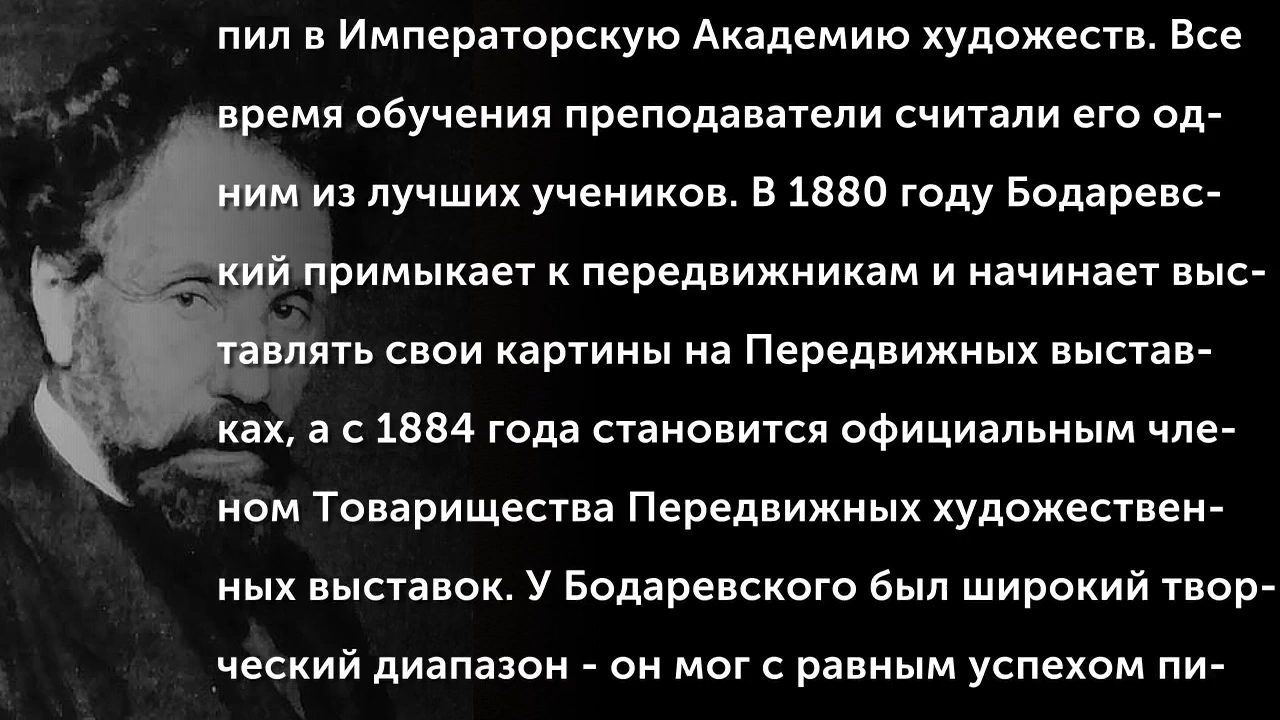 пил в Императорскую Академию художеств. Все
время обучения преподаватели считали его од-
ним из лучших учеников. В 1880 году Бодаревс-
кий примыкает к передвижникам и начинает выс-
тавлять свои картины на Передвижных выстав-
ках, а с 1884 года становится официальным чле-
ном Товарищества Передвижных художествен-
ных выставок. У Бодаревского был широкий твор-
ческий диапазон - он мог с равным успехом пи-